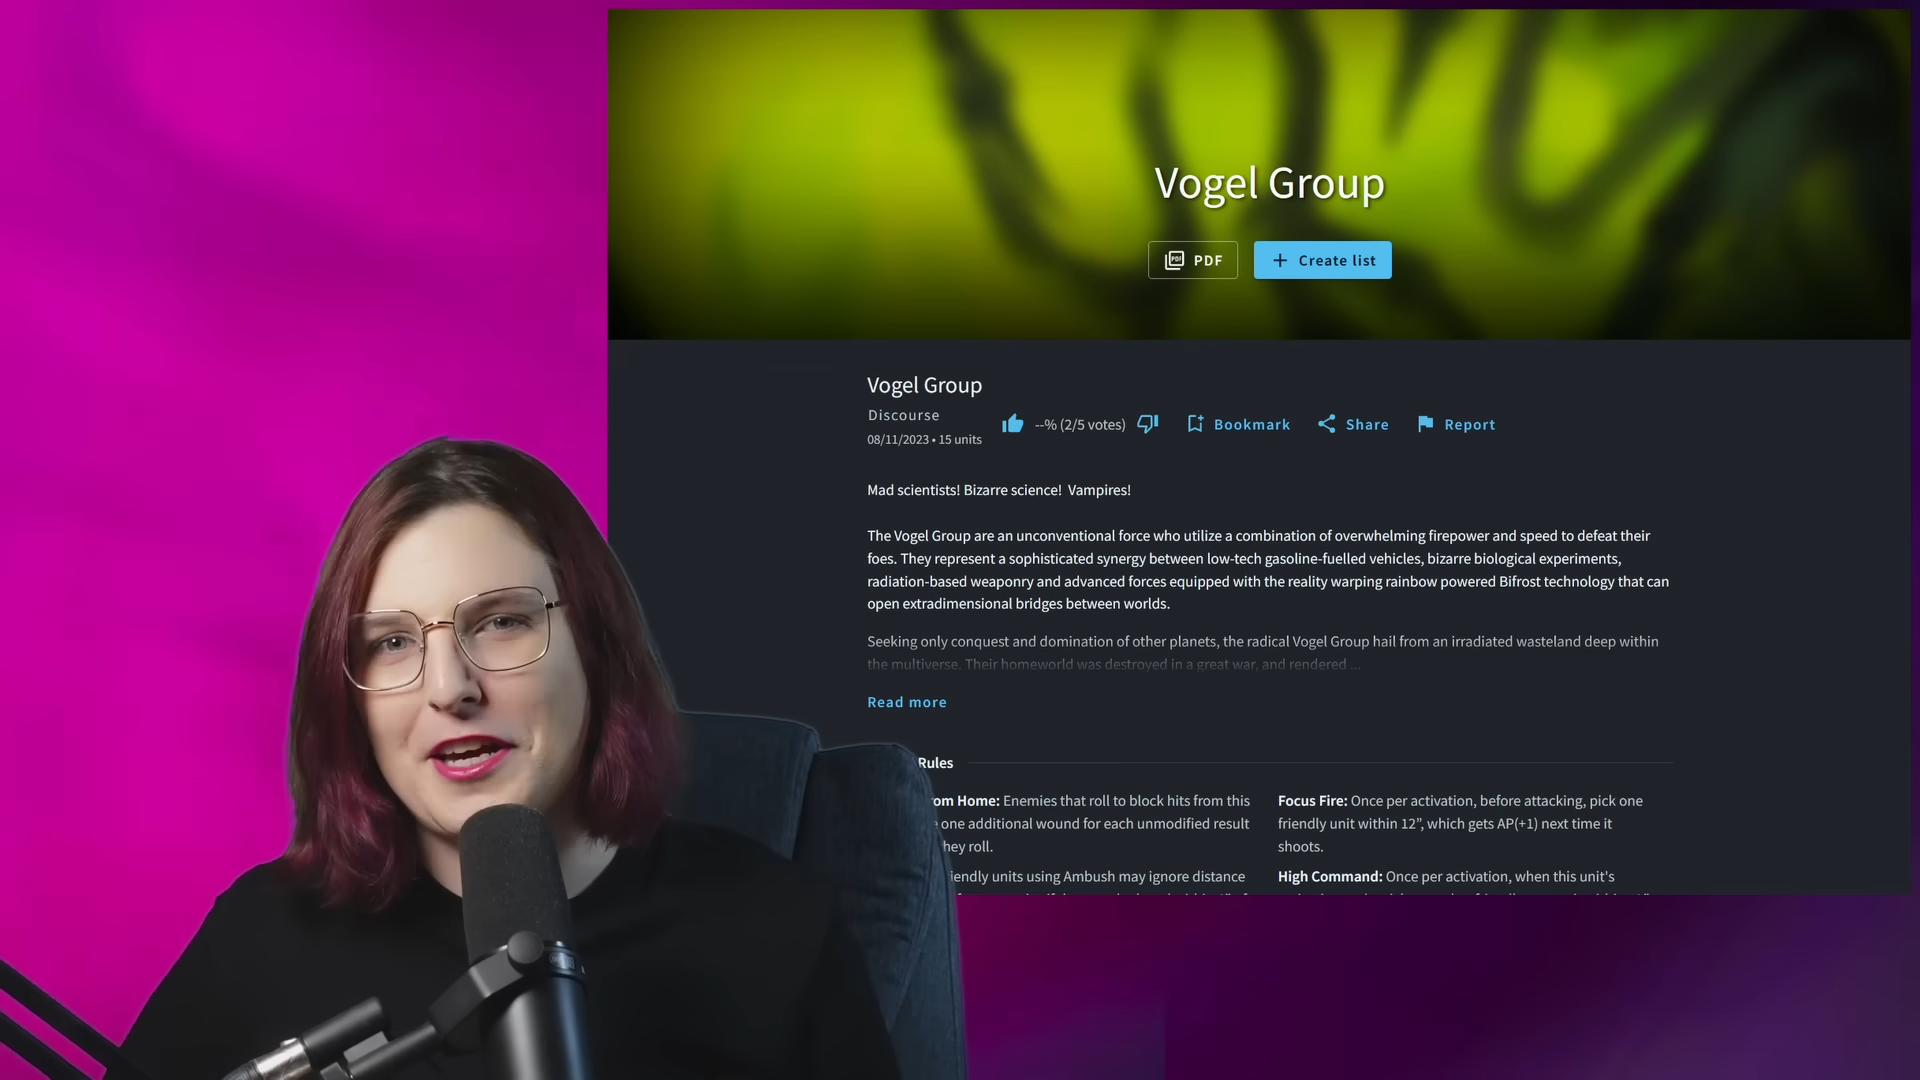 Vogel Group
PDF
Create list
Vogel Group
Discourse
08/11/2023 • 15 units
--% (2/5 votes)
Bookmark
Share
Report
Mad scientists! Bizarre science! Vampires!
The Vogel Group are an unconventional force who utilize a combination of overwhelming firepower and speed to defeat their
foes. They represent a sophisticated synergy between low-tech gasoline-fuelled vehicles, bizarre biological experiments,
radiation-based weaponry and advanced forces equipped with the reality warping rainbow powered Bifrost technology that can
open extradimensional bridges between worlds.
Seeking only conquest and domination of other planets, the radical Vogel Group hail from an irradiated wasteland deep within
the multiverse. Their homeworld was destroyed in a great war, and rendered ...
Read more
Rules
Home: Enemies that roll to block hits from this
one additional wound for each unmodified result
roll.
using Ambush may ignore distance
Focus Fire: Once per activation, before attacking, pick one
friendly unit within 12”, which gets AP(+1) next time it
shoots.
High Command: Once per activation, when this unit's